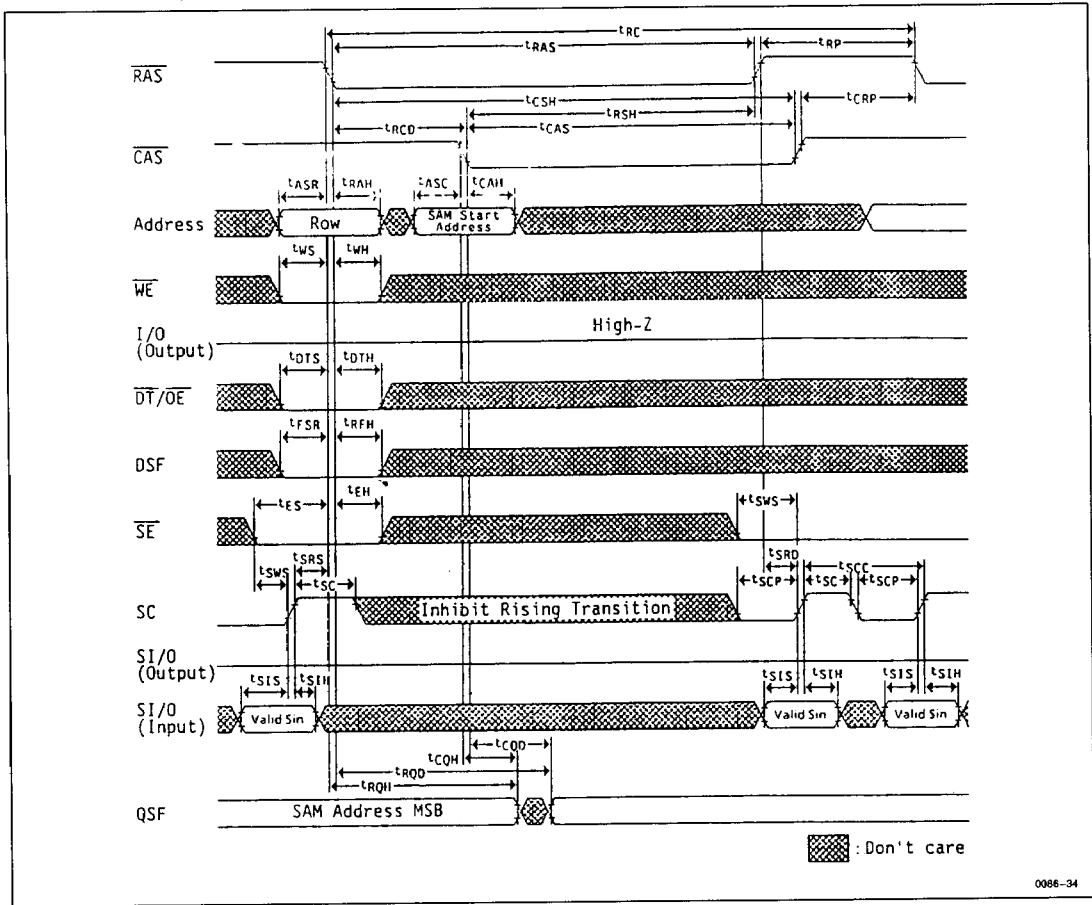 tRC
tRAS
tRP
RAS
tCSH
tCRP
tRSH
tRCD
tCAS
CAS
tASR
tRAH
tASC
tCAH
Address
Row
SAM Start
Address
tWS
tWH
WE
I/O
(Output)
High-Z
tDTS
tDTH
DT/OE
tFSR
tRFH
DSF
tES
tEH
tSWS
SE
tSRS
tSRD
tSCC
tSWS
tSC
tSCP
tSC
tSCP
SC
Inhibit Rising Transition
SI/O
(Output)
tSIS
tSIH
tSIS
tSIH
tSIS
tSIH
SI/O
(Input)
Valid Sin
Valid Sin
Valid Sin
tCQD
tCQH
tRQD
tRQH
QSF
SAM Address MSB
: Don't care
0086-34